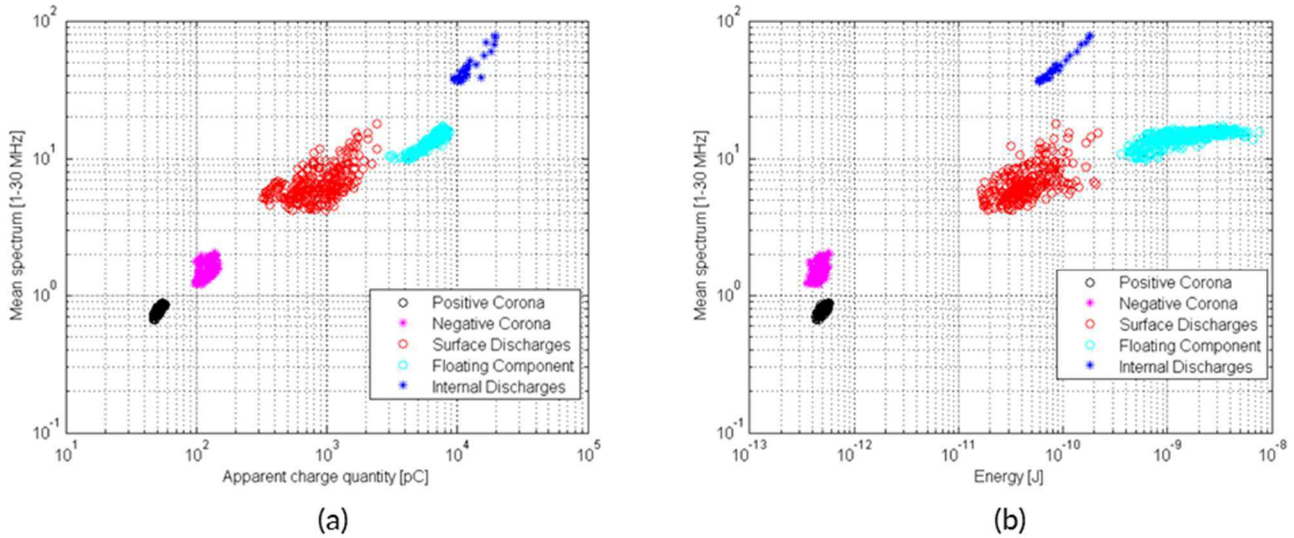 Mean spectrum [1-30 MHz]
10^2
10^1
10^0
10^-1
10^1
10^2
10^3
10^4
10^5
Apparent charge quantity [pC]
Positive Corona
Negative Corona
Surface Discharges
Floating Component
Internal Discharges
(a)
Mean spectrum [1-30 MHz]
10^2
10^1
10^0
10^-1
10^-13
10^-12
10^-11
10^-10
10^-9
10^-8
Energy [J]
Positive Corona
Negative Corona
Surface Discharges
Floating Component
Internal Discharges
(b)